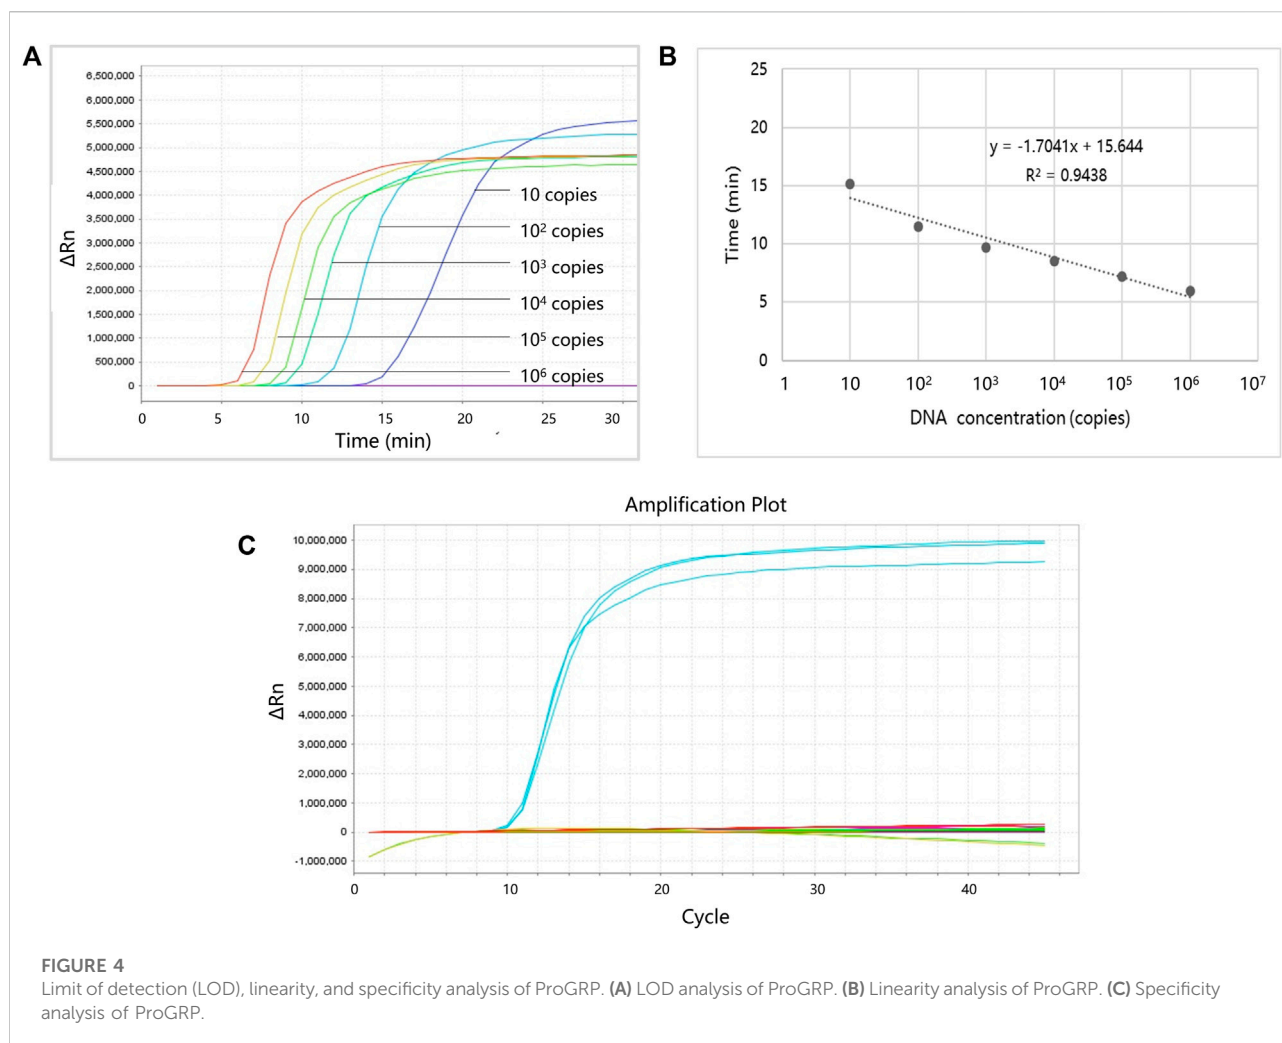 A
6,500,000
6,000,000
5,500,000
5,000,000
4,500,000
4,000,000
3,500,000
3,000,000
2,500,000
2,000,000
1,500,000
1,000,000
500,000
0
ΔRn
10 copies
10² copies
10³ copies
10⁴ copies
10⁵ copies
10⁶ copies
0 5 10 15 20 25 30
Time (min)
B
25
20
15
10
5
0
Time (min)
y = -1.7041x + 15.644
R² = 0.9438
1 10 10² 10³ 10⁴ 10⁵ 10⁶ 10⁷
DNA concentration (copies)
Amplification Plot
C
10,000,000
9,000,000
8,000,000
7,000,000
6,000,000
5,000,000
4,000,000
3,000,000
2,000,000
1,000,000
0
-1,000,000
ΔRn
0 10 20 30 40
Cycle
FIGURE 4
Limit of detection (LOD), linearity, and specificity analysis of ProGRP. (A) LOD analysis of ProGRP. (B) Linearity analysis of ProGRP. (C) Specificity
analysis of ProGRP.